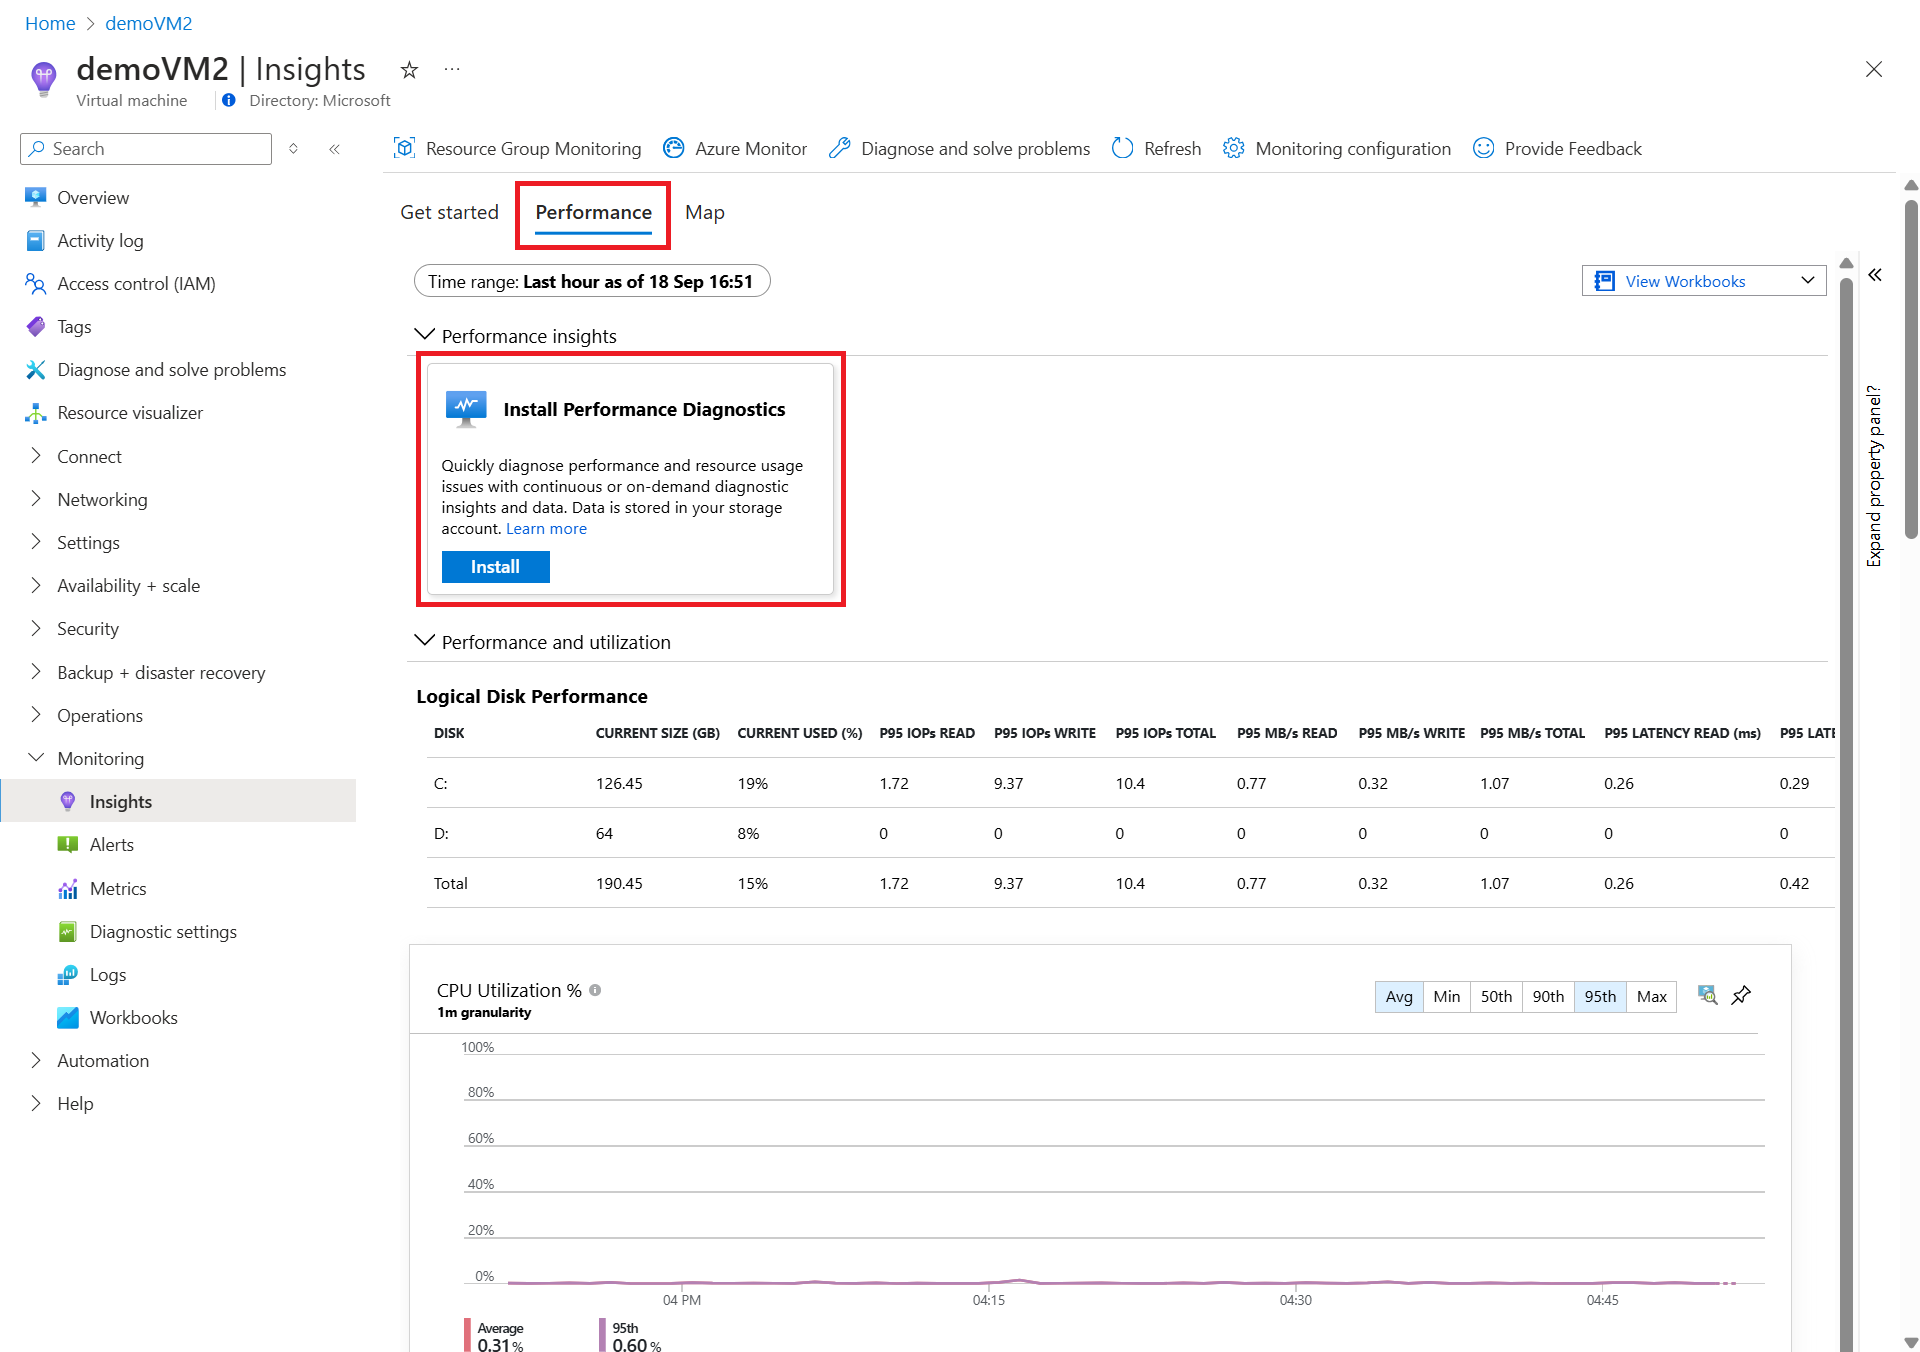 Home > demoVM2
demoVM2 | Insights
Virtual machine
Directory: Microsoft
Search
Overview
Activity log
Access control (IAM)
Tags
Diagnose and solve problems
Resource visualizer
Connect
Networking
Settings
Availability + scale
Security
Backup + disaster recovery
Operations
Monitoring
Insights
Alerts
Metrics
Diagnostic settings
Logs
Workbooks
Automation
Help
Resource Group Monitoring Azure Monitor Diagnose and solve problems Refresh Monitoring configuration Provide Feedback
Get started Performance Map
Time range: Last hour as of 18 Sep 16:51
View Workbooks
Expand property panel?
Performance insights
Install Performance Diagnostics
Quickly diagnose performance and resource usage
issues with continuous or on-demand diagnostic
insights and data. Data is stored in your storage
account. Learn more
Install
Performance and utilization
Logical Disk Performance
DISK CURRENT SIZE (GB) CURRENT USED (%) P95 IOPs READ P95 IOPs WRITE P95 IOPs TOTAL P95 MB/s READ P95 MB/s WRITE P95 MB/s TOTAL P95 LATENCY READ (ms) P95 LATE
C: 126.45 19% 1.72 9.37 10.4 0.77 0.32 1.07 0.26 0.29
D: 64 8% 0 0 0 0 0 0 0 0
Total 190.45 15% 1.72 9.37 10.4 0.77 0.32 1.07 0.26 0.42
CPU Utilization %
1m granularity
Avg Min 50th 90th 95th Max
100%
80%
60%
40%
20%
0%
04 PM 04:15 04:30 04:45
Average 95th
0.31% 0.60%